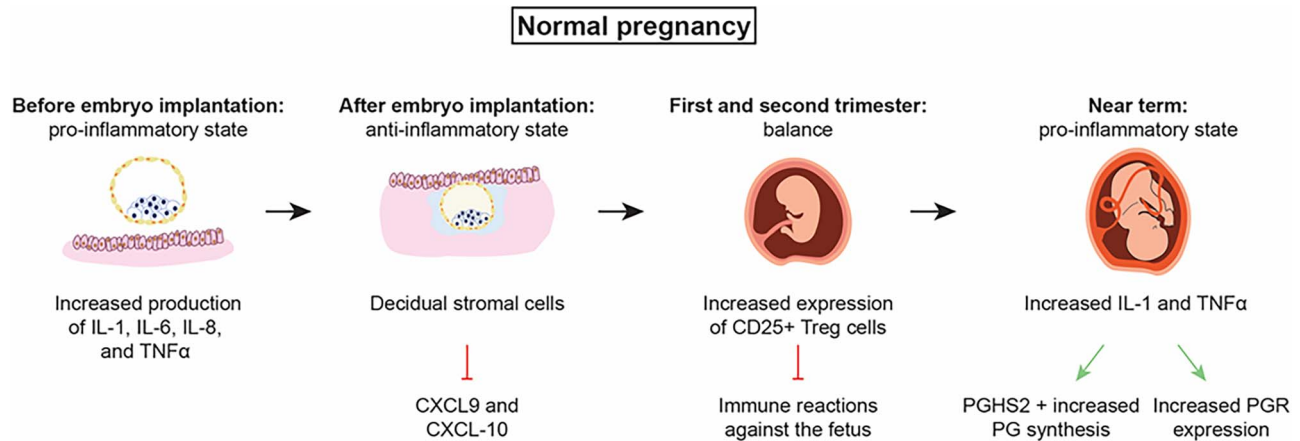 Normal pregnancy
Before embryo implantation:
pro-inflammatory state
Increased production
of IL-1, IL-6, IL-8,
and TNFα
After embryo implantation:
anti-inflammatory state
Decidual stromal cells
CXCL9 and
CXCL-10
First and second trimester:
balance
Increased expression
of CD25+ Treg cells
Immune reactions
against the fetus
Near term:
pro-inflammatory state
Increased IL-1 and TNFα
PGHS2 + increased
PG synthesis
Increased PGR
expression